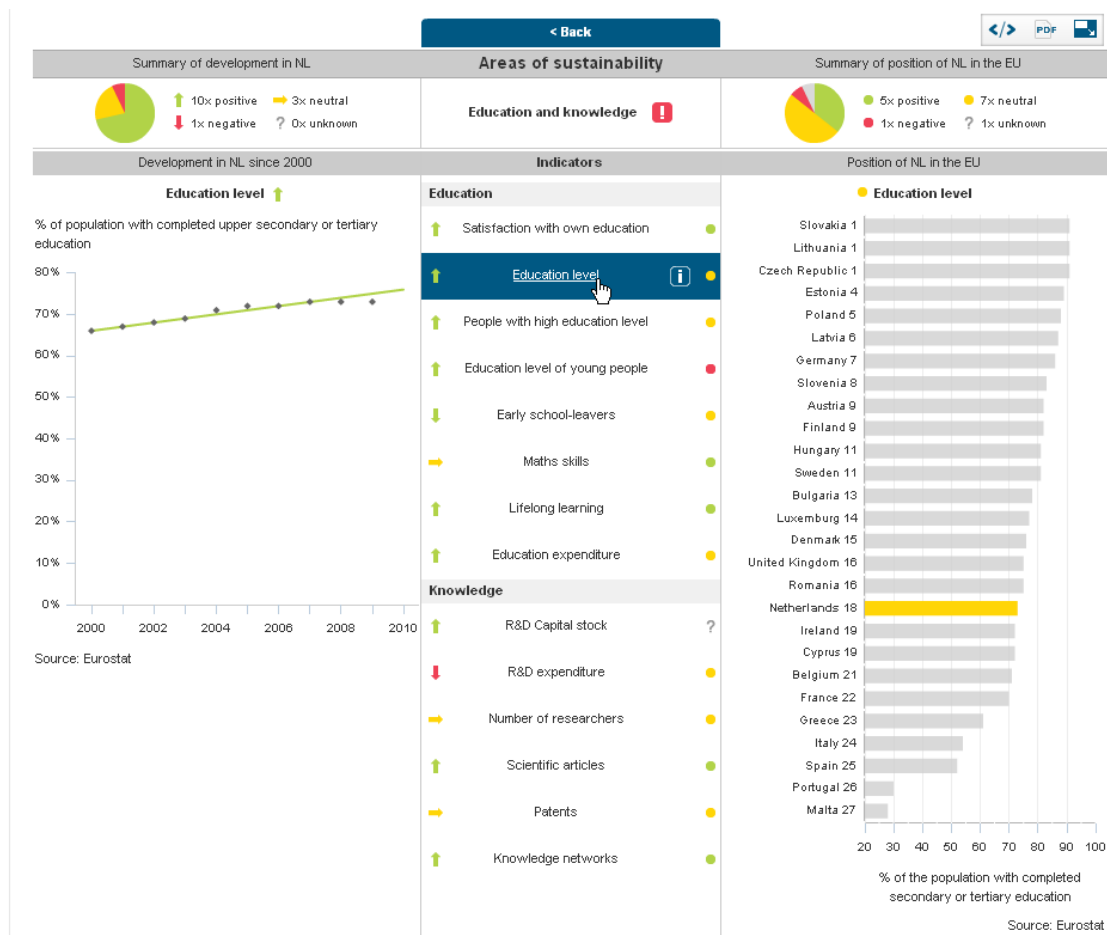 < Back
</>
PDF
Summary of development in NL
Areas of sustainability
Summary of position of NL in the EU
10x positive
3x neutral
1x negative
? 0x unknown
Education and knowledge !
5x positive
7x neutral
1x negative
? 1x unknown
Development in NL since 2000
Indicators
Position of NL in the EU
Education level
% of population with completed upper secondary or tertiary
education
80%
70%
60%
50%
40%
30%
20%
10%
0%
2000 2002 2004 2006 2008 2010
Source: Eurostat
Education
Satisfaction with own education
Education level i
People with high education level
Education level of young people
Early school-leavers
Maths skills
Lifelong learning
Education expenditure
Knowledge
R&D Capital stock ?
R&D expenditure
Number of researchers
Scientific articles
Patents
Knowledge networks
Education level
Slovakia 1
Lithuania 1
Czech Republic 1
Estonia 4
Poland 5
Latvia 6
Germany 7
Slovenia 8
Austria 9
Finland 9
Hungary 11
Sweden 11
Bulgaria 13
Luxemburg 14
Denmark 15
United Kingdom 16
Romania 16
Netherlands 18
Ireland 19
Cyprus 19
Belgium 21
France 22
Greece 23
Italy 24
Spain 25
Portugal 26
Malta 27
20 30 40 50 60 70 80 90 100
% of the population with completed
secondary or tertiary education
Source: Eurostat